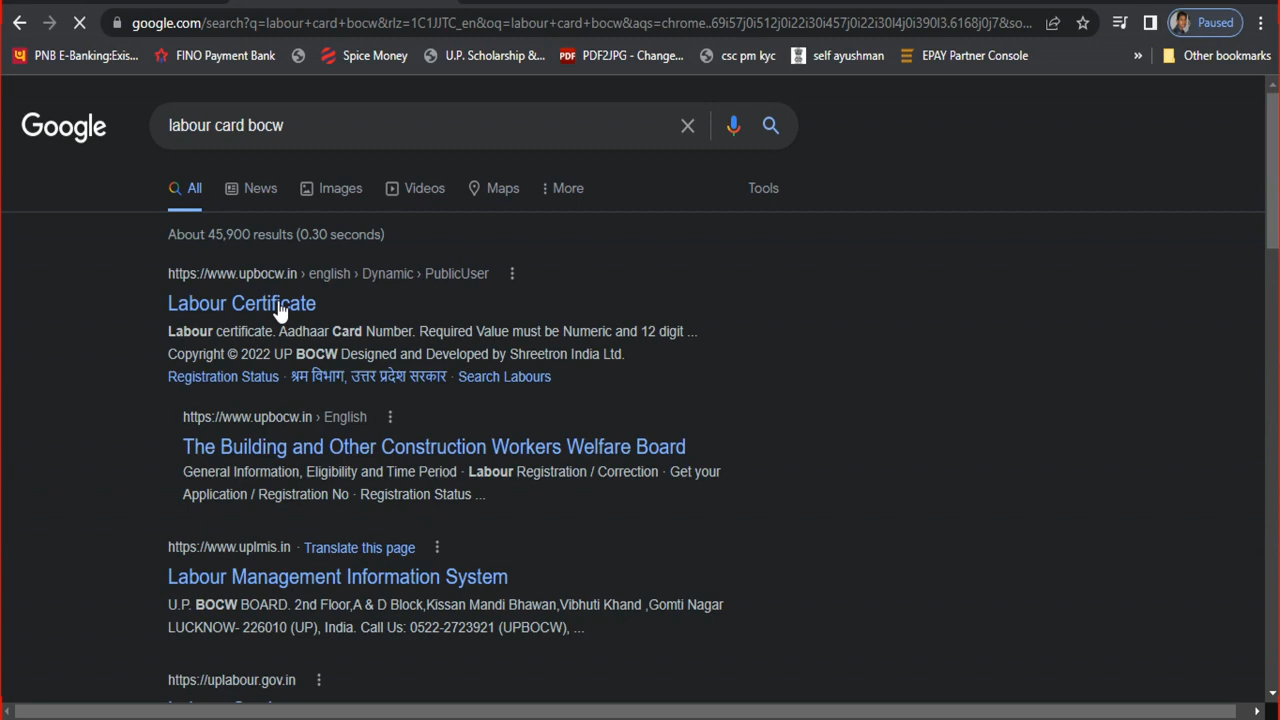 google.com/search?q=labour+card+bocw&rlz=1C1JJTC_en&oq=labour+card+bocw&aqs=chrome..69i57j0i512j0i22i30i457j0i22i30l4j0i390l3.6168j0j7&so...
Paused
PNB E-Banking:Exis...
FINO Payment Bank
Spice Money
U.P. Scholarship &...
PDF
PDF2JPG - Change...
csc pm kyc
self ayushman
EPAY Partner Console
»
Other bookmarks
Google
labour card bocw
All
News
Images
Videos
Maps
More
Tools
About 45,900 results (0.30 seconds)
https://www.upbocw.in › english › Dynamic › PublicUser
Labour Certificate
Labour certificate. Aadhaar Card Number. Required Value must be Numeric and 12 digit ...
Copyright © 2022 UP BOCW Designed and Developed by Shreetron India Ltd.
Registration Status · श्रम विभाग, उत्तर प्रदेश सरकार · Search Labours
https://www.upbocw.in › English
The Building and Other Construction Workers Welfare Board
General Information, Eligibility and Time Period · Labour Registration / Correction · Get your
Application / Registration No · Registration Status ...
https://www.uplmis.in · Translate this page
Labour Management Information System
U.P. BOCW BOARD. 2nd Floor,A & D Block,Kissan Mandi Bhawan,Vibhuti Khand ,Gomti Nagar
LUCKNOW- 226010 (UP), India. Call Us: 0522-2723921 (UPBOCW), ...
https://uplabour.gov.in